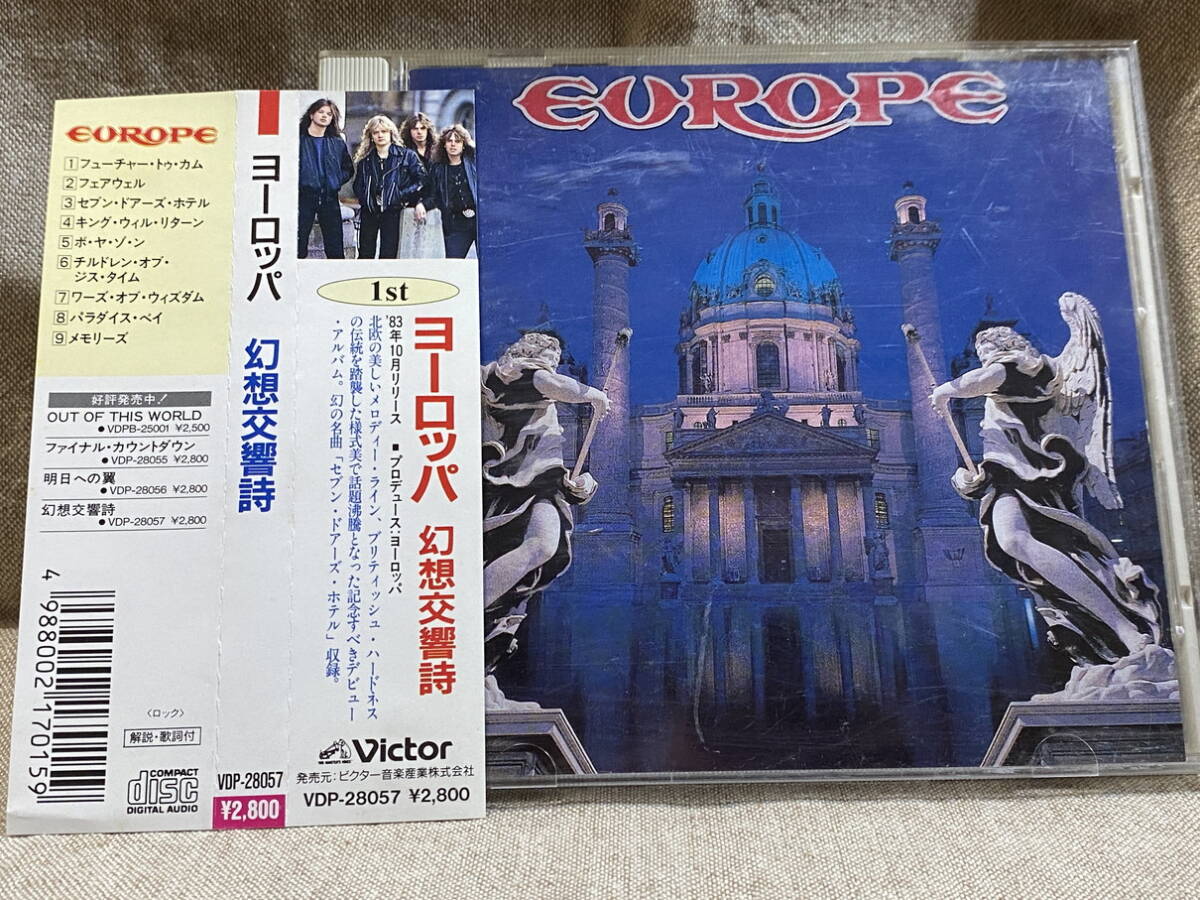 EUROPE
1 フューチャー・トゥ・カム
2 フェアウェル
3 セブン・ドアーズ・ホテル
4 キング・ウィル・リターン
5 ボ・ヤ・ゾ・ン
6 チルドレン・オブ・
ジス・タイム
7 ワーズ・オブ・ウィズダム
8 パラダイス・ベイ
9 メモリーズ
好評発売中!
OUT OF THIS WORLD
●VDPB-25001 ¥2,500
ファイナル・カウントダウン
●VDP-28055 ¥2,800
明日への翼
●VDP-28056 ¥2,800
幻想交響詩
●VDP-28057 ¥2,800
4 988002 170159
〈ロック〉
解説・歌詞付
COMPACT
disc
DIGITAL AUDIO
ヨーロッパ 幻想交響詩
VDP-28057
¥2,800
1st
ヨーロッパ 幻想交響詩
'83年10月リリース ■プロデュース:ヨーロッパ
北欧の美しいメロディー・ライン、ブリティッシュ・ハードネス
の伝統を踏襲した様式美で話題沸騰となった記念すべきデビュー
・アルバム。幻の名曲「セブン・ドアーズ・ホテル」収録。
Victor
発売元:ビクター音楽産業株式会社
VDP-28057 ¥2,800
EUROPE